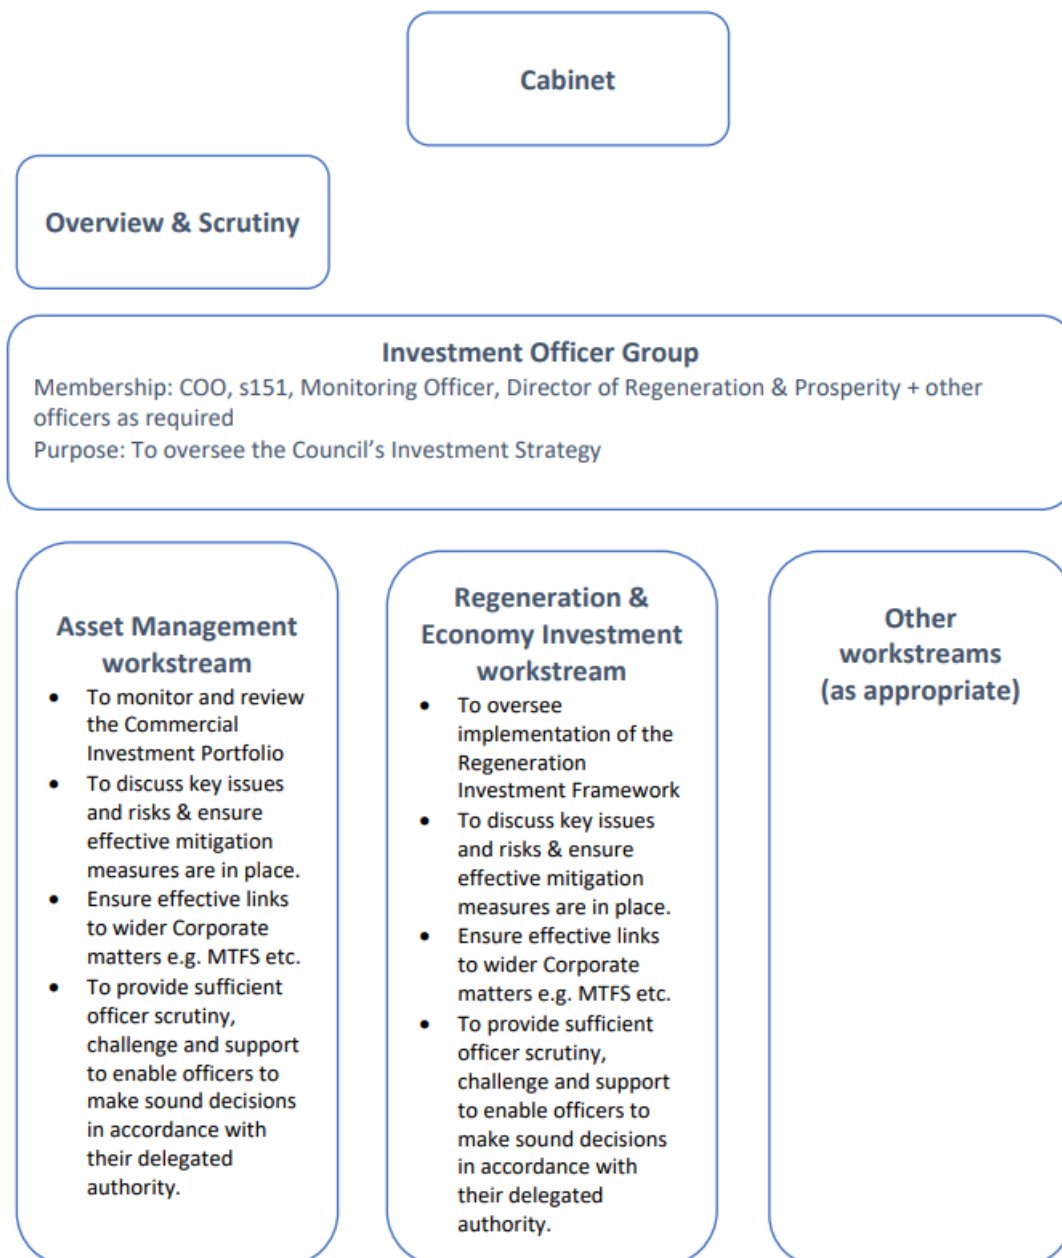 Cabinet
Overview & Scrutiny
Investment Officer Group
Membership: COO, s151, Monitoring Officer, Director of Regeneration & Prosperity + other
officers as required
Purpose: To oversee the Council’s Investment Strategy
Asset Management
workstream
• To monitor and review
the Commercial
Investment Portfolio
• To discuss key issues
and risks & ensure
effective mitigation
measures are in place.
• Ensure effective links
to wider Corporate
matters e.g. MTFS etc.
• To provide sufficient
officer scrutiny,
challenge and support
to enable officers to
make sound decisions
in accordance with
their delegated
authority.
Regeneration &
Economy Investment
workstream
• To oversee
implementation of the
Regeneration
Investment Framework
• To discuss key issues
and risks & ensure
effective mitigation
measures are in place.
• Ensure effective links
to wider Corporate
matters e.g. MTFS etc.
• To provide sufficient
officer scrutiny,
challenge and support
to enable officers to
make sound decisions
in accordance with
their delegated
authority.
Other
workstreams
(as appropriate)